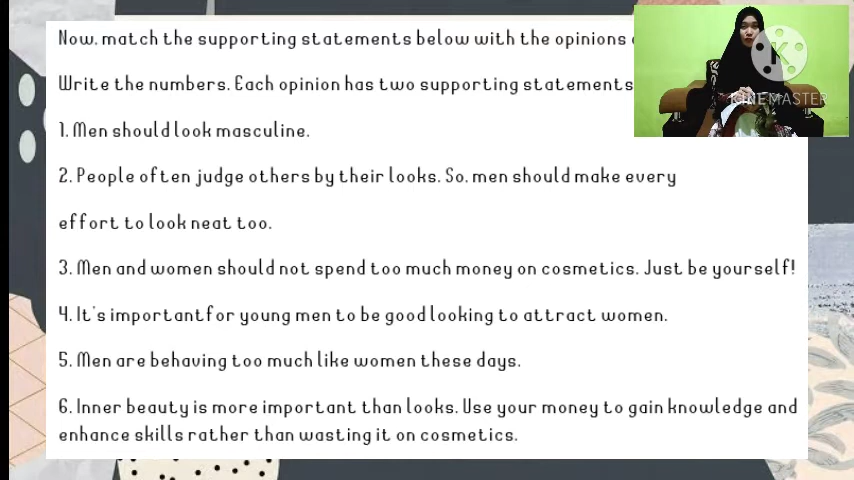 Now, match the supporting statements below with the opinions
Write the numbers. Each opinion has two supporting statements
1. Men should look masculine.
2. People often judge others by their looks. So, men should make every
effort to look neat too.
3. Men and women should not spend too much money on cosmetics. Just be yourself!
4. It's important for young men to be good looking to attract women.
5. Men are behaving too much like women these days.
6. Inner beauty is more important than looks. Use your money to gain knowledge and
enhance skills rather than wasting it on cosmetics.
K
KINEMASTER